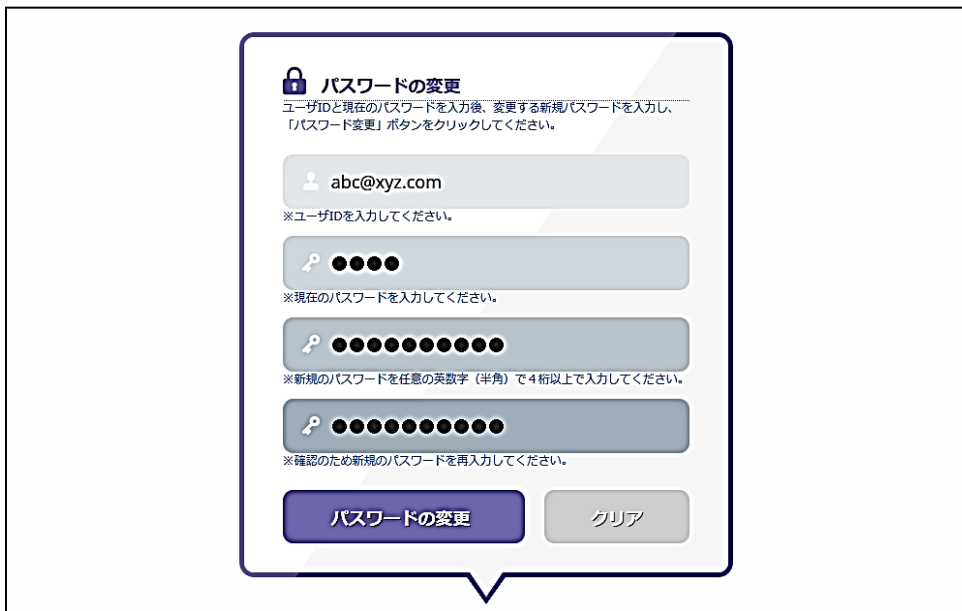 パスワードの変更
ユーザIDと現在のパスワードを入力後、変更する新規パスワードを入力し、
「パスワード変更」ボタンをクリックしてください。
abc@xyz.com
※ユーザIDを入力してください。
●●●●
※現在のパスワードを入力してください。
●●●●●●●●●●
※新規のパスワードを任意の英数字（半角）で４桁以上で入力してください。
●●●●●●●●●●
※確認のため新規のパスワードを再入力してください。
パスワードの変更 クリア